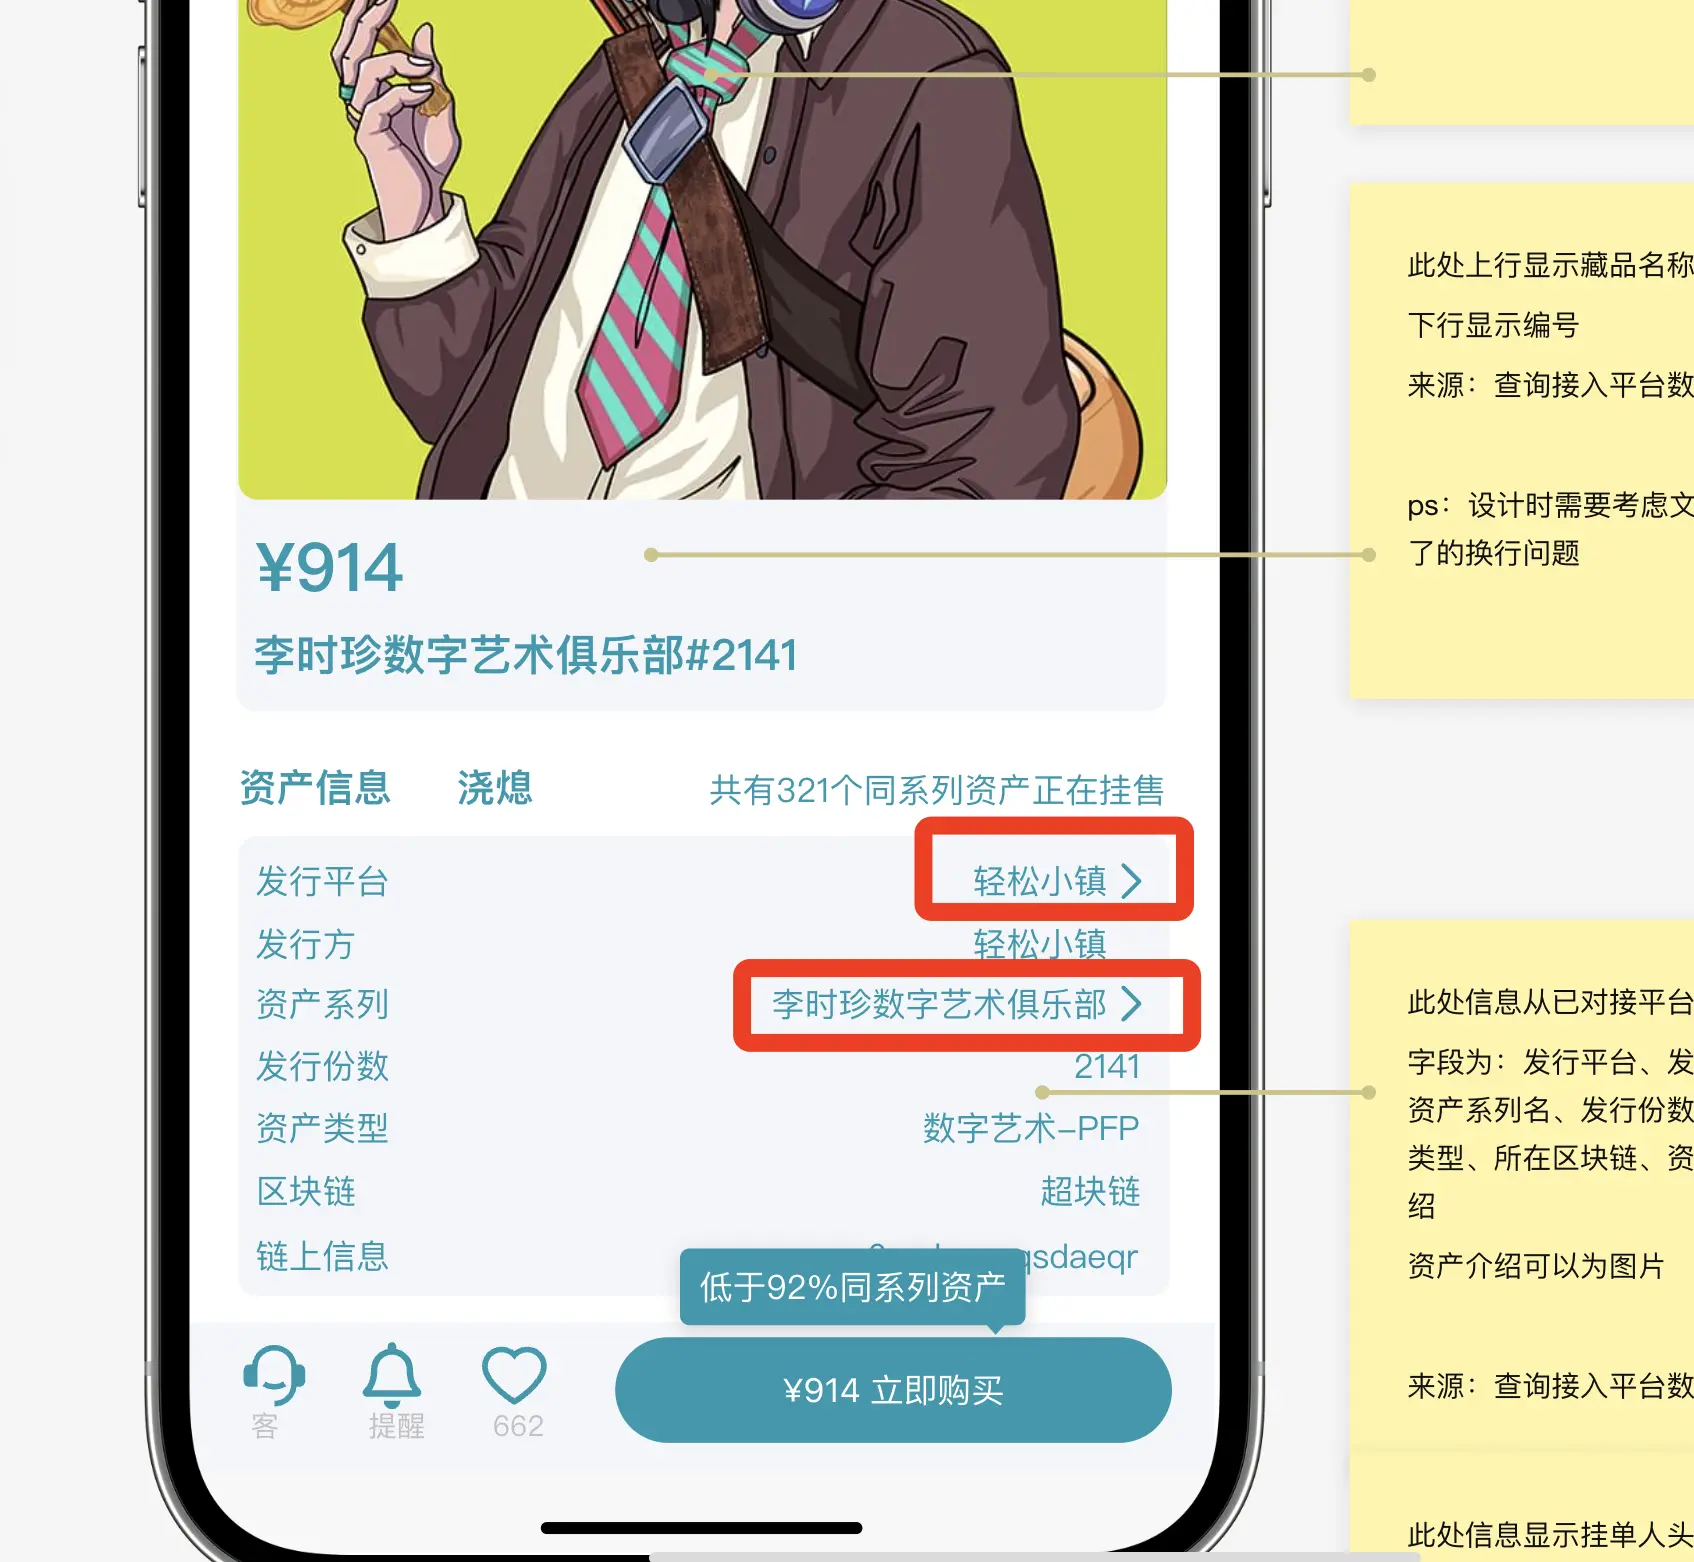 ¥914
李时珍数字艺术俱乐部#2141
资产信息 浇熄 共有321个同系列资产正在挂售
发行平台 轻松小镇
发行方 轻松小镇
资产系列 李时珍数字艺术俱乐部
发行份数 2141
资产类型 数字艺术–PFP
区块链 超块链
链上信息 qsdaeqr
低于92%同系列资产
客 提醒 662
¥914 立即购买
此处上行显示藏品名称
下行显示编号
来源：查询接入平台数
ps：设计时需要考虑文
了的换行问题
此处信息从已对接平台
字段为：发行平台、发
资产系列名、发行份数
类型、所在区块链、资
绍
资产介绍可以为图片
来源：查询接入平台数
此处信息显示挂单人头